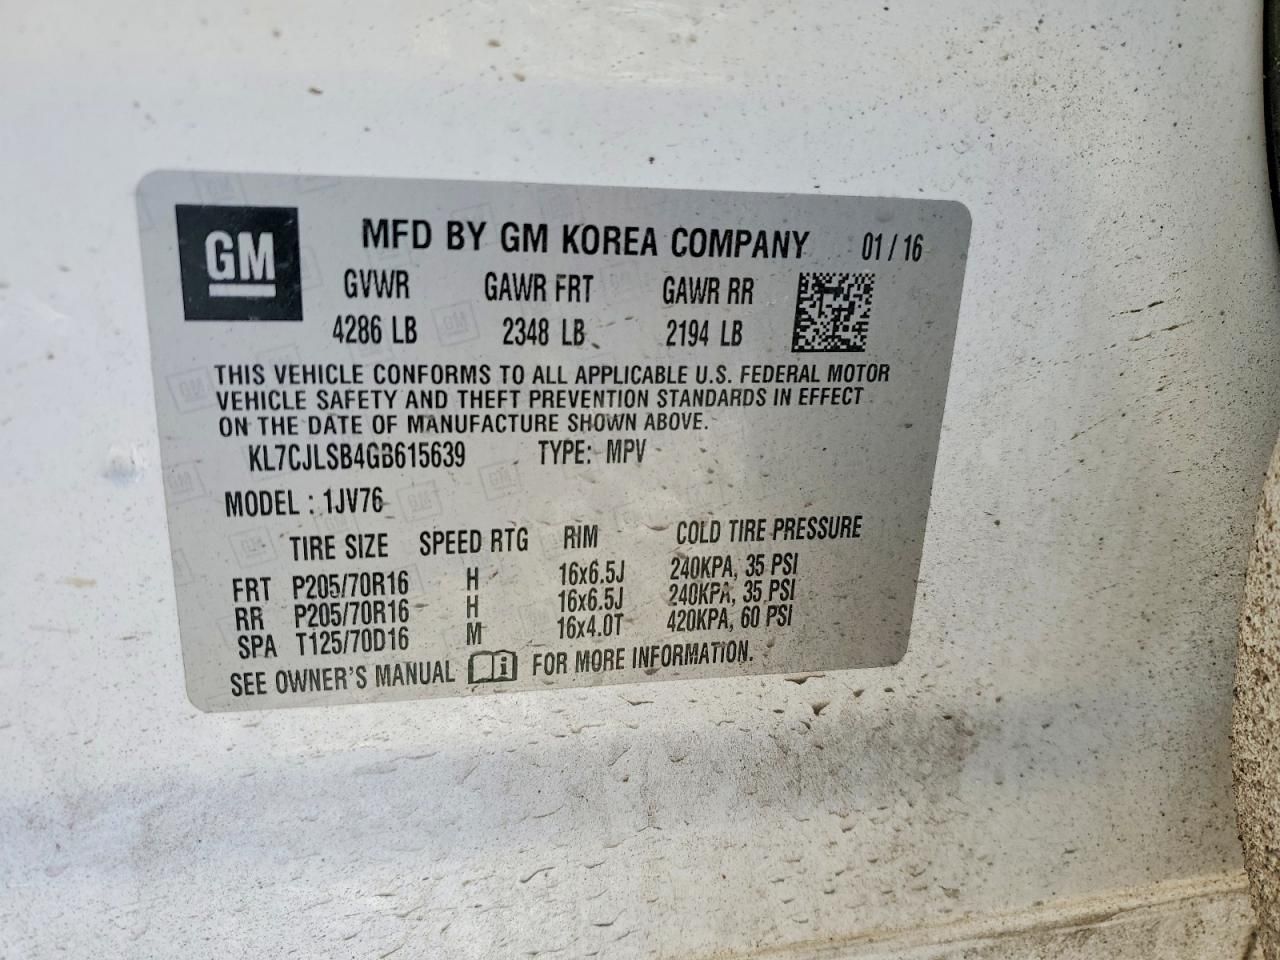 GM
MFD BY GM KOREA COMPANY 01 / 16
GVWR GAWR FRT GAWR RR
4286 LB 2348 LB 2194 LB
THIS VEHICLE CONFORMS TO ALL APPLICABLE U.S. FEDERAL MOTOR
VEHICLE SAFETY AND THEFT PREVENTION STANDARDS IN EFFECT
ON THE DATE OF MANUFACTURE SHOWN ABOVE.
KL7CJLSB4GB615639 TYPE: MPV
MODEL : 1JV76
TIRE SIZE SPEED RTG RIM COLD TIRE PRESSURE
FRT P205/70R16 H 16x6.5J 240KPA, 35 PSI
RR P205/70R16 H 16x6.5J 240KPA, 35 PSI
SPA T125/70D16 M 16x4.0T 420KPA, 60 PSI
SEE OWNER'S MANUAL i FOR MORE INFORMATION.